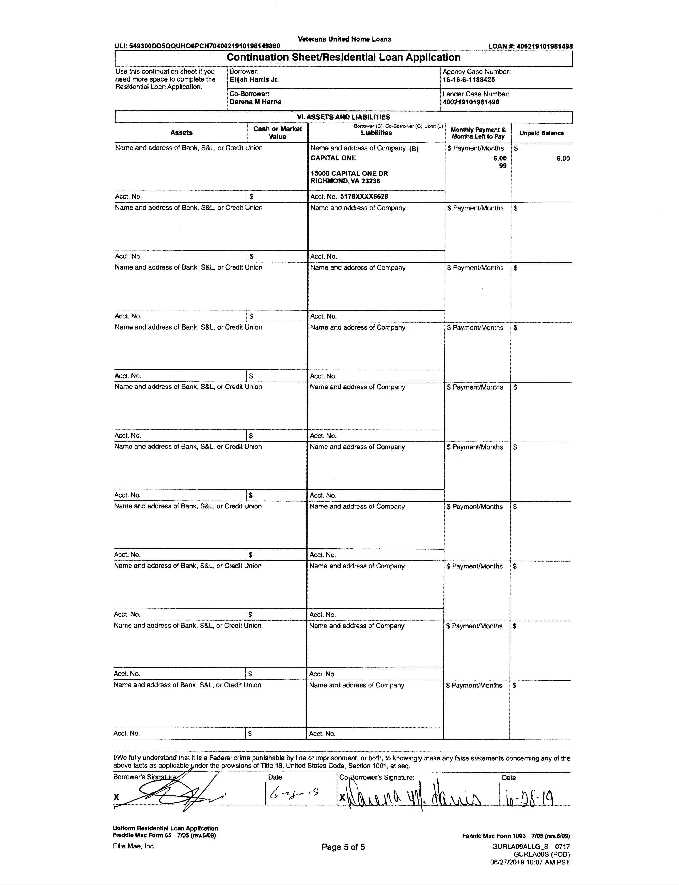 Veterans United Home Loans
ULI: 549300DD5QQUHO6PCH704002191019814988
LOAN #: 400219101981498
Continuation Sheet/Residential Loan Application
Use this continuation sheet if you need more space to complete the Residential Loan Application.
Borrower:
Elijah Harris Jr.
Agency Case Number:
16-16-6-1188425
Co-Borrower:
Darena M Harris
Lender Case Number:
400219101981498
VI. ASSETS AND LIABILITIES
Assets
Cash or Market Value
Borrower (B) Co-Borrower (C) Joint (J)
Liabilities
Monthly Payment & Months Left to Pay
Unpaid Balance
Name and address of Bank, S&L, or Credit Union
Name and address of Company (B)
$ Payment/Months
$
CAPITAL ONE
6.00
6.00
99
15000 CAPITAL ONE DR
RICHMOND, VA 23238
Acct. No.
$
Acct. No. 5178XXXX6628
Name and address of Bank, S&L, or Credit Union
Name and address of Company
$ Payment/Months
$
Acct. No.
$
Acct. No.
Name and address of Bank, S&L, or Credit Union
Name and address of Company
$ Payment/Months
$
Acct. No.
$
Acct. No.
Name and address of Bank, S&L, or Credit Union
Name and address of Company
$ Payment/Months
$
Acct. No.
$
Acct. No.
Name and address of Bank, S&L, or Credit Union
Name and address of Company
$ Payment/Months
$
Acct. No.
$
Acct. No.
Name and address of Bank, S&L, or Credit Union
Name and address of Company
$ Payment/Months
$
Acct. No.
$
Acct. No.
Name and address of Bank, S&L, or Credit Union
Name and address of Company
$ Payment/Months
$
Acct. No.
$
Acct. No.
Name and address of Bank, S&L, or Credit Union
Name and address of Company
$ Payment/Months
$
Acct. No.
$
Acct. No.
Name and address of Bank, S&L, or Credit Union
Name and address of Company
$ Payment/Months
$
Acct. No.
$
Acct. No.
Name and address of Bank, S&L, or Credit Union
Name and address of Company
$ Payment/Months
$
Acct. No.
$
Acct. No.
I/We fully understand that it is a Federal crime punishable by fine or imprisonment, or both, to knowingly make any false statements concerning any of the
above facts as applicable under the provisions of Title 18, United States Code, Section 1001, et seq.
Borrower's Signature:
Date
Co-Borrower's Signature:
Date
X
X Darena M. Harris
6-28-19
Uniform Residential Loan Application
Freddie Mac Form 65 7/05 (rev.6/09)
Fannie Mae Form 1003 7/05 (rev.6/09)
Ellie Mae, Inc.
Page 5 of 5
GURLA09ALLG_S 0717
GURLA09S (POD)
06/27/2019 10:07 AM PST